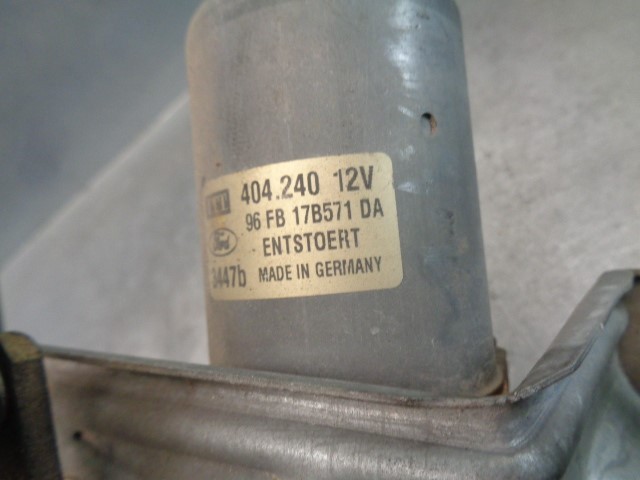 404.240 12V
96 FB 17B571 DA
ENTSTOERT
3447b MADE IN GERMANY